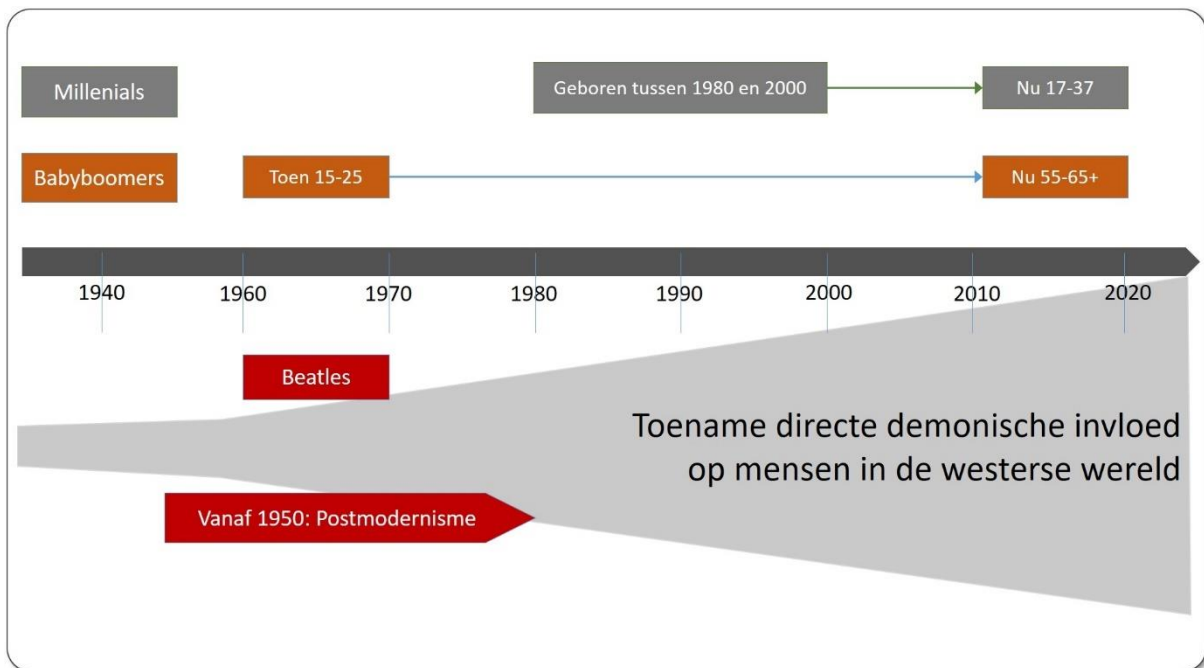 Millenials
Geboren tussen 1980 en 2000
Nu 17-37
Babyboomers
Toen 15-25
Nu 55-65+
1940
1960
1970
1980
1990
2000
2010
2020
Beatles
Toename directe demonische invloed
op mensen in de westerse wereld
Vanaf 1950: Postmodernisme